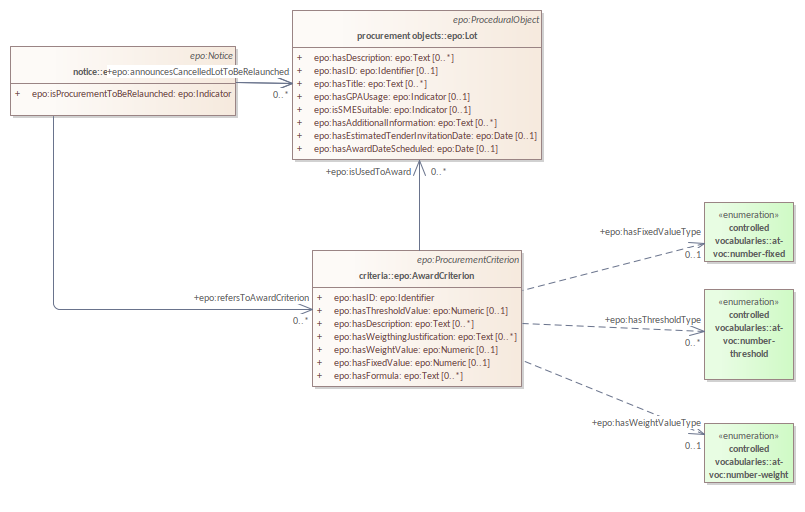 epo:ProceduralObject
procurement objects::epo:Lot
+ epo:hasDescription: epo:Text [0..*]
+ epo:hasID: epo:Identifier [0..1]
+ epo:hasTitle: epo:Text [0..*]
+ epo:hasGPAUsage: epo:Indicator [0..1]
+ epo:isSMESuitable: epo:Indicator [0..1]
+ epo:hasAdditionalInformation: epo:Text [0..*]
+ epo:hasEstimatedTenderInvitationDate: epo:Date [0..1]
+ epo:hasAwardDateScheduled: epo:Date [0..1]
epo:Notice
notice::e
+epo:announcesCancelledLotToBeRelaunched
0..*
+ epo:isProcurementToBeRelaunched: epo:Indicator
+epo:isUsedToAward
0..*
epo:ProcurementCriterion
criteria::epo:AwardCriterion
+ epo:hasID: epo:Identifier
+ epo:hasThresholdValue: epo:Numeric [0..1]
+ epo:hasDescription: epo:Text [0..*]
+ epo:hasWeigthingJustification: epo:Text [0..*]
+ epo:hasWeightValue: epo:Numeric [0..1]
+ epo:hasFixedValue: epo:Numeric [0..1]
+ epo:hasFormula: epo:Text [0..*]
+epo:refersToAwardCriterion
0..*
+epo:hasFixedValueType
0..1
«enumeration»
controlled
vocabularies::at-
voc:number-fixed
+epo:hasThresholdType
0..*
«enumeration»
controlled
vocabularies::at-
voc:number-
threshold
+epo:hasWeightValueType
0..1
«enumeration»
controlled
vocabularies::at-
voc:number-weight